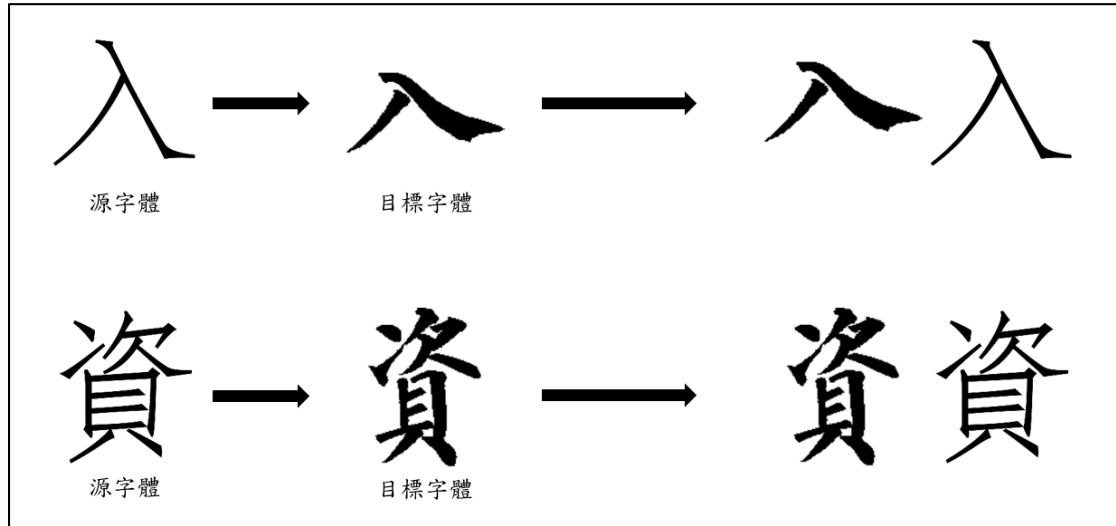 入 入 入 入
源字體 目標字體
資 資 資 資
源字體 目標字體